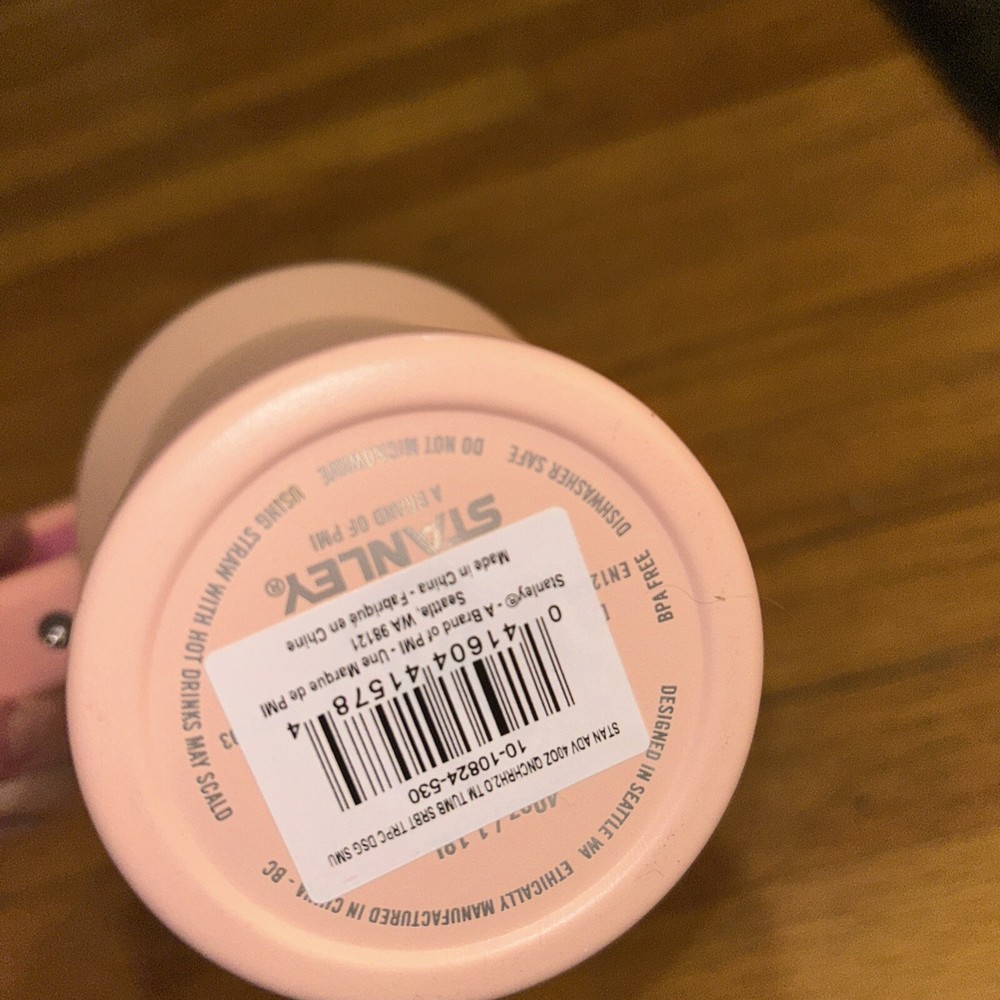 STAN ADV 40OZ QNCHRH2.0 TM TUMB SRBT TRPC DSG SMU
10-10824-530
0 41604 41578 4
Stanley® - A Brand of PMI - Une Marque de PMI
Seattle, WA 98121
Made in China - Fabriqué en Chine
STANLEY®
A BRAND OF PMI
USING STRAW WITH HOT DRINKS MAY SCALD
DO NOT MICROWAVE
DISHWASHER SAFE
BPA FREE
DESIGNED IN SEATTLE WA
ETHICALLY MANUFACTURED IN CHINA - BC